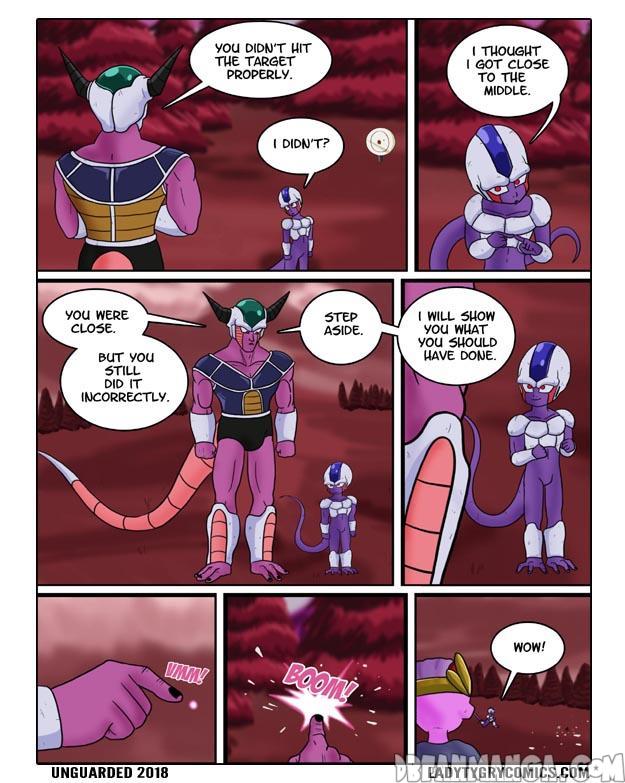 YOU DIDN'T HIT
THE TARGET
PROPERLY.
I DIDN'T?
I THOUGHT
I GOT CLOSE
TO THE
MIDDLE.
YOU WERE
CLOSE.
BUT YOU
STILL
DID IT
INCORRECTLY.
STEP
ASIDE.
I WILL SHOW
YOU WHAT
YOU SHOULD
HAVE DONE.
VMM!
BOOM!
WOW!
UNGUARDED 2018
LADYTYGRYCOMICS.COM
DBFANMANGA.COM